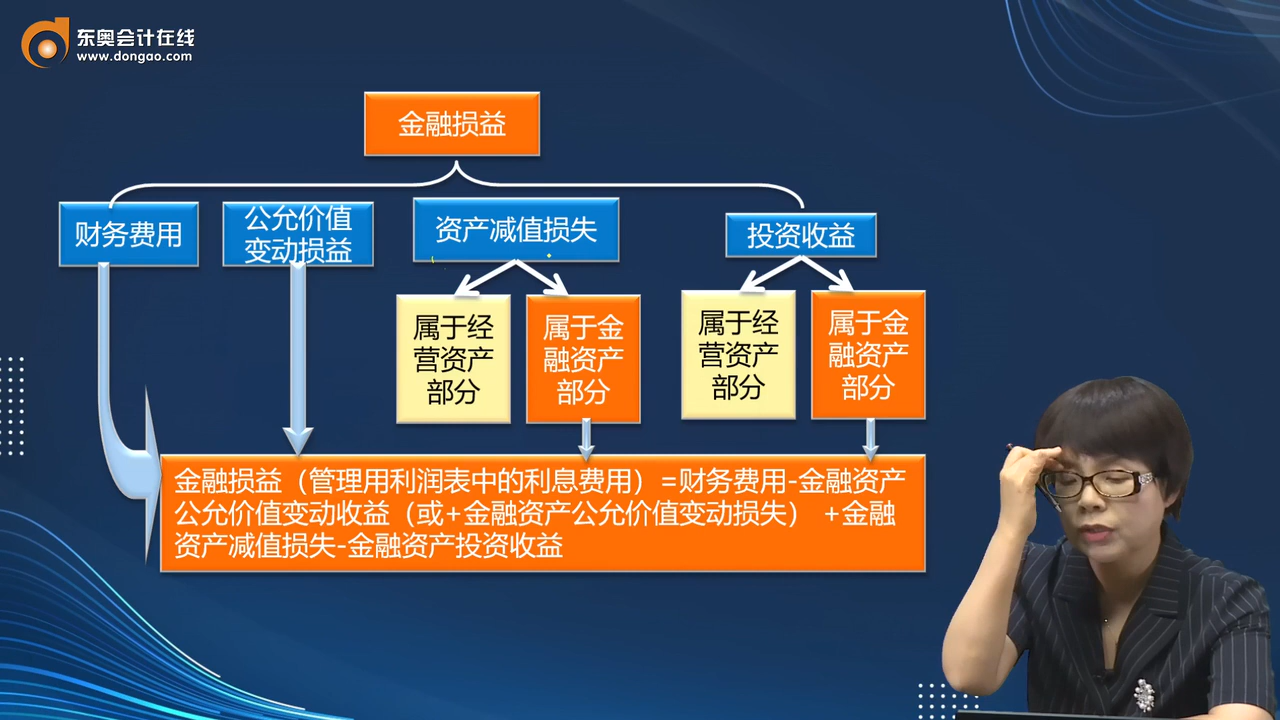 东奥会计在线
www.dongao.com
金融损益
财务费用
公允价值
变动损益
资产减值损失
投资收益
属于经
营资产
部分
属于金
融资产
部分
属于经
营资产
部分
属于金
融资产
部分
金融损益（管理用利润表中的利息费用）=财务费用-金融资产
公允价值变动收益（或+金融资产公允价值变动损失） +金融
资产减值损失-金融资产投资收益